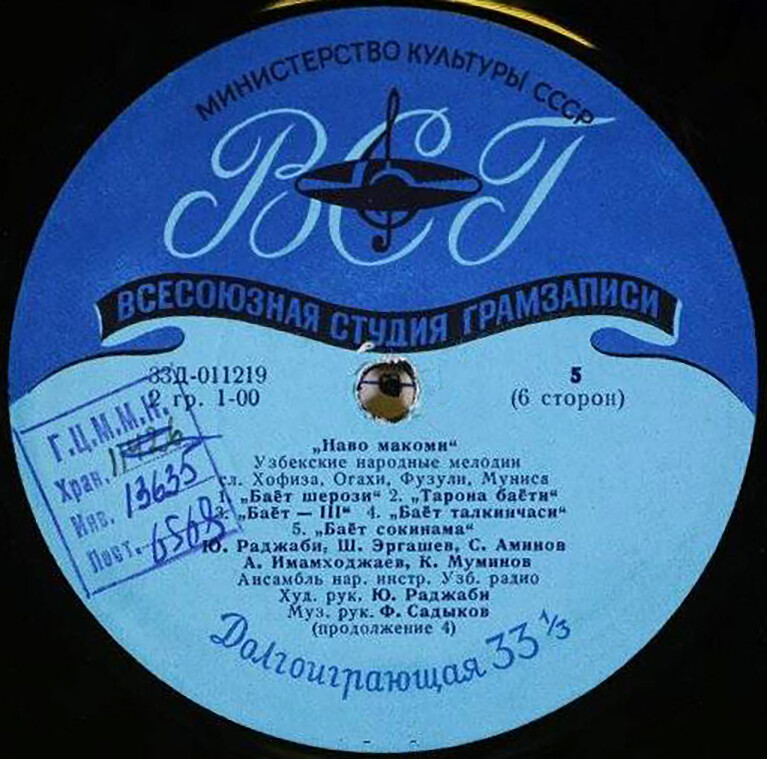 МИНИСТЕРСТВО КУЛЬТУРЫ СССР
ВСГ
ВСЕСОЮЗНАЯ СТУДИЯ ГРАМЗАПИСИ
33Д-011219
2 гр. 1-00
5
(6 сторон)
Г.Ц.М.М.К.
Хран.
Инв. 13635
Пост. 6568
„Наво макоми“
Узбекские народные мелодии
сл. Хофиза, Огахи, Фузули, Муниса
1. „Баёт шерози“ 2. „Тарона баёти“
3. „Баёт — III“ 4. „Баёт талкинчаси“
5. „Баёт сокинама“
Ю. Раджаби, Ш. Эргашев, С. Аминов
А. Имамходжаев, К. Муминов
Ансамбль нар. инстр. Узб. радио
Худ. рук. Ю. Раджаби
Муз. рук. Ф. Садыков
(продолжение 4)
Долгоиграющая 33 1/3